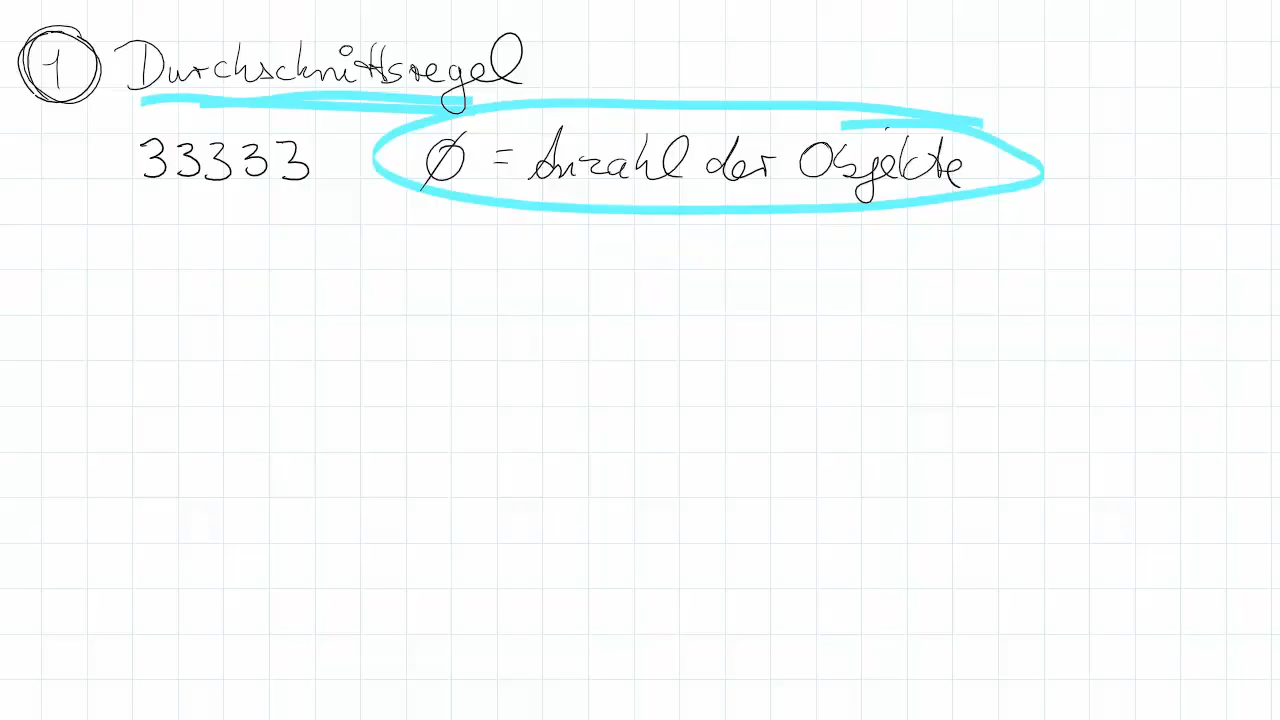 1 Durchschnittsregel
33333 Ø = Anzahl der Objekte